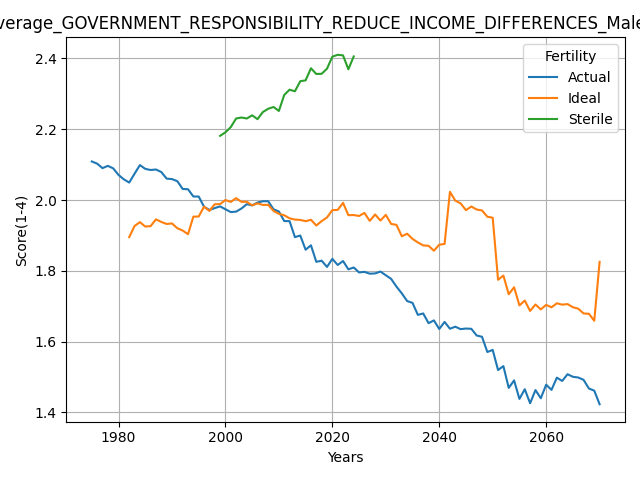 verage_GOVERNMENT_RESPONSIBILITY_REDUCE_INCOME_DIFFERENCES_Male
Fertility
Actual
Ideal
Sterile
Score(1-4)
2.4
2.2
2.0
1.8
1.6
1.4
1980 2000 2020 2040 2060
Years